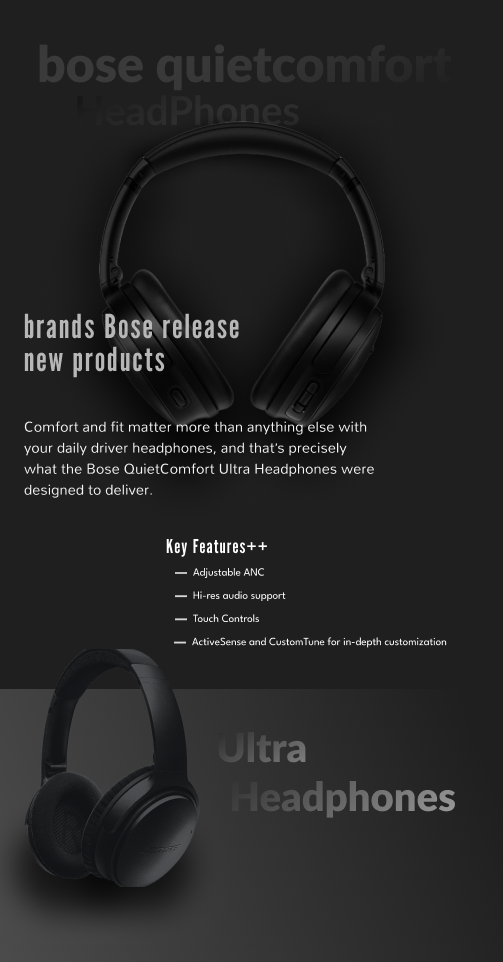 bose quietcomfort
HeadPhones
brands Bose release
new products
Comfort and fit matter more than anything else with
your daily driver headphones, and that's precisely
what the Bose QuietComfort Ultra Headphones were
designed to deliver.
Key Features++
— Adjustable ANC
— Hi-res audio support
— Touch Controls
— ActiveSense and CustomTune for in-depth customization
Ultra
Headphones